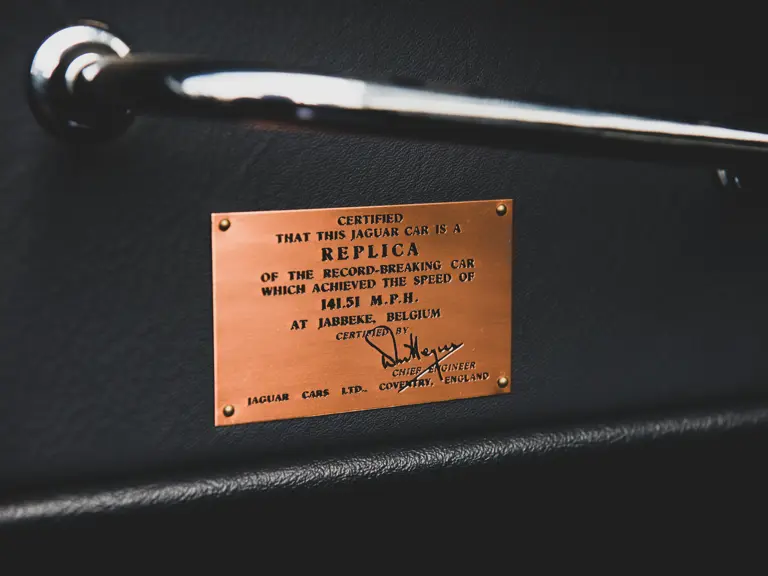 CERTIFIED
THAT THIS JAGUAR CAR IS A
REPLICA
OF THE RECORD-BREAKING CAR
WHICH ACHIEVED THE SPEED OF
141.51 M.P.H.
AT JABBEKE, BELGIUM
CERTIFIED BY
CHIEF ENGINEER
JAGUAR CARS LTD., COVENTRY, ENGLAND